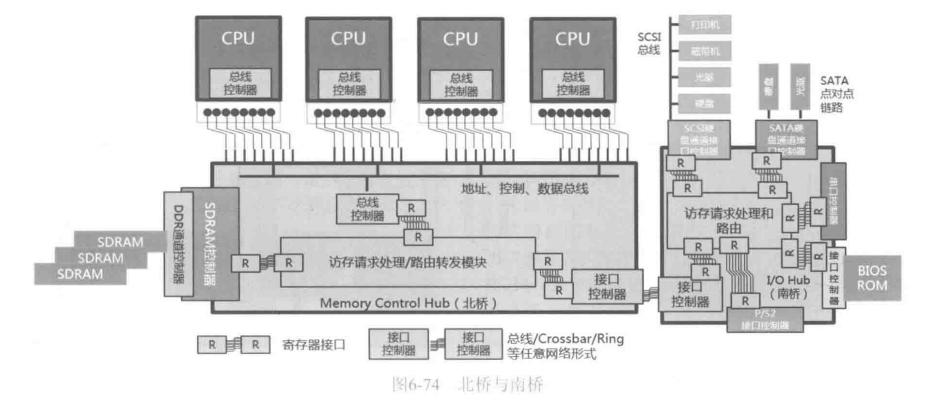 CPU
CPU
CPU
CPU
总线
控制器
总线
控制器
总线
控制器
总线
控制器
SCSI
总线
打印机
磁带机
光驱
硬盘
硬盘
光驱
SATA
点对点
链路
SCSI硬
盘通道接
口控制器
SATA硬
盘通道接
口控制器
地址、控制、数据总线
总线
控制器
R
R
R
R
访存请求处理/路由转发模块
R
R
Memory Control Hub（北桥）
SDRAM控制器
DDR通道控制器
SDRAM
SDRAM
SDRAM
接口
控制器
接口
控制器
R
R
R
R
访存请求处理和
路由
R
R
串口控制器
R
R
R
R
R
R
I/O Hub
（南桥）
接口控制器
BIOS
ROM
P/S2
接口控制器
R
R
寄存器接口
接口
控制器
接口
控制器
总线/Crossbar/Ring
等任意网络形式
图6-74 北桥与南桥